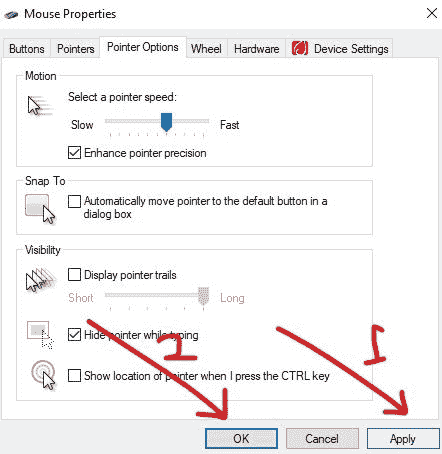 Mouse Properties
Buttons Pointers Pointer Options Wheel Hardware Device Settings
Motion
Select a pointer speed:
Slow Fast
Enhance pointer precision
Snap To
Automatically move pointer to the default button in a
dialog box
Visibility
Display pointer trails
Short Long
Hide pointer while typing
2 1
Show location of pointer when I press the CTRL key
OK Cancel Apply